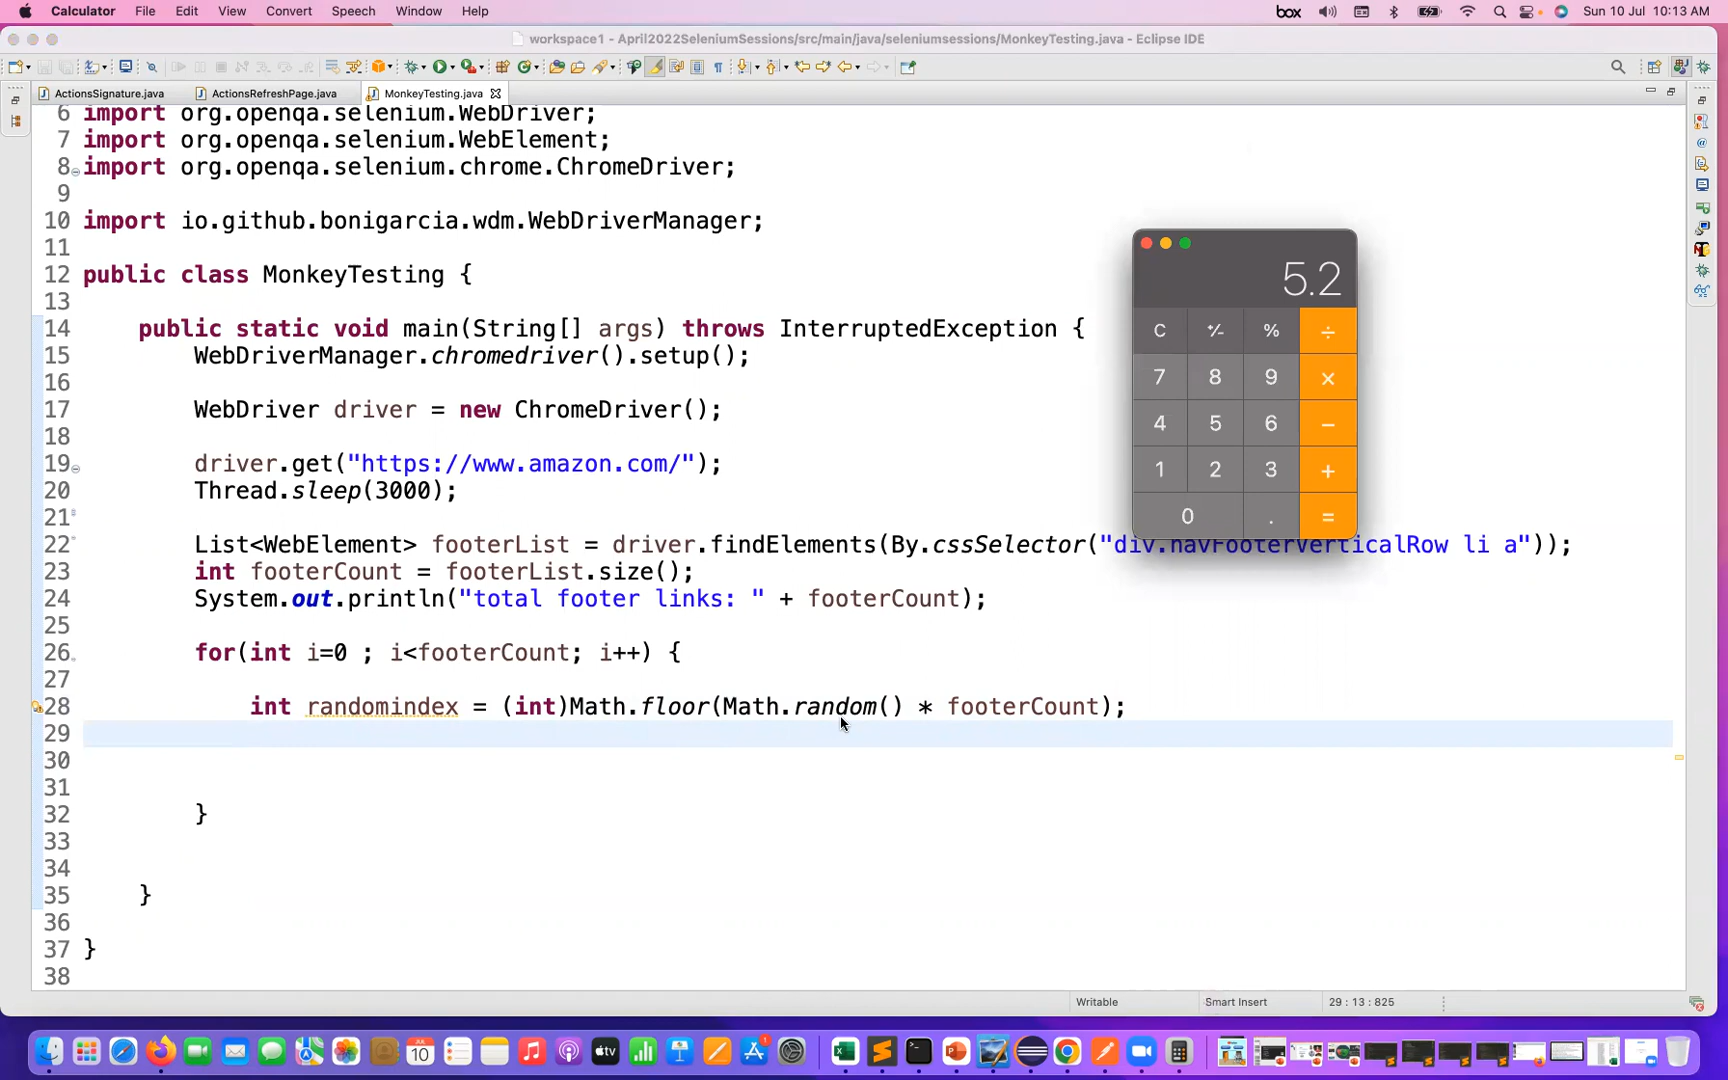 Calculator File Edit View Convert Speech Window Help box Sun 10 Jul 10:13 AM
workspace1 - April2022SeleniumSessions/src/main/java/seleniumsessions/MonkeyTesting.java - Eclipse IDE
ActionsSignature.java ActionsRefreshPage.java MonkeyTesting.java
6 import org.openqa.selenium.WebDriver;
7 import org.openqa.selenium.WebElement;
8 import org.openqa.selenium.chrome.ChromeDriver;
9
10 import io.github.bonigarcia.wdm.WebDriverManager;
11
12 public class MonkeyTesting {
13
14 public static void main(String[] args) throws InterruptedException {
15 WebDriverManager.chromedriver().setup();
16
17 WebDriver driver = new ChromeDriver();
18
19 driver.get("https://www.amazon.com/");
20 Thread.sleep(3000);
21
22 List<WebElement> footerList = driver.findElements(By.cssSelector("div.navFooterVerticalRow li a"));
23 int footerCount = footerList.size();
24 System.out.println("total footer links: " + footerCount);
25
26 for(int i=0 ; i<footerCount; i++) {
27
28 int randomindex = (int)Math.floor(Math.random() * footerCount);
29
30
31
32 }
33
34
35 }
36
37 }
38
5.2
C +/- % ÷
7 8 9 ×
4 5 6 −
1 2 3 +
0 . =
Writable Smart Insert 29 : 13 : 825
JUL
10
tv
1